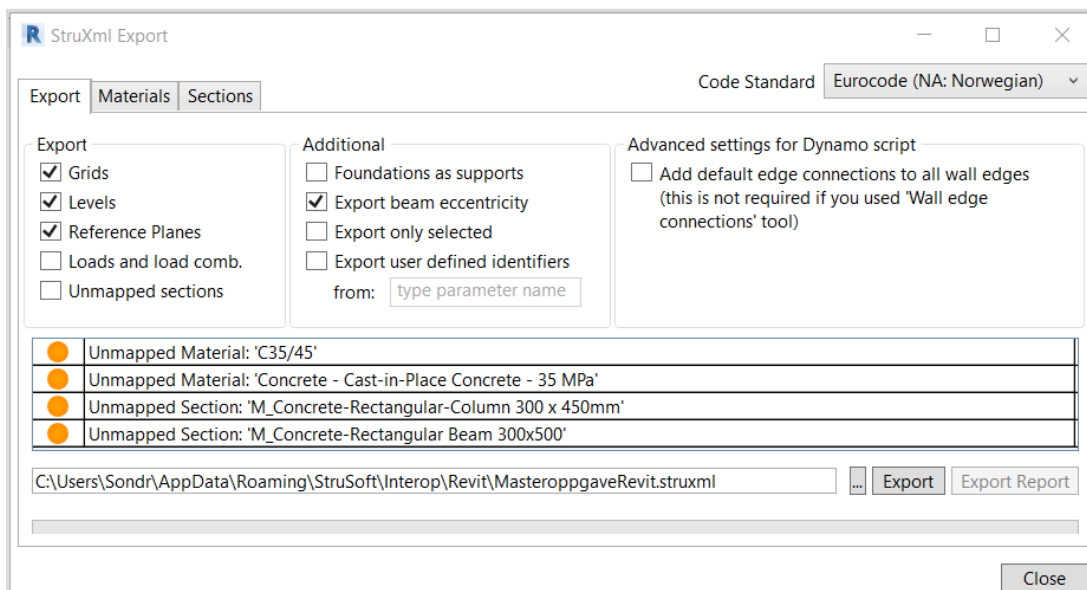 StruXml Export
Code Standard Eurocode (NA: Norwegian)
Export Materials Sections
Export
Grids
Levels
Reference Planes
Loads and load comb.
Unmapped sections
Additional
Foundations as supports
Export beam eccentricity
Export only selected
Export user defined identifiers
from: type parameter name
Advanced settings for Dynamo script
Add default edge connections to all wall edges
(this is not required if you used 'Wall edge
connections' tool)
Unmapped Material: 'C35/45'
Unmapped Material: 'Concrete - Cast-in-Place Concrete - 35 MPa'
Unmapped Section: 'M_Concrete-Rectangular-Column 300 x 450mm'
Unmapped Section: 'M_Concrete-Rectangular Beam 300x500'
C:\Users\Sondr\AppData\Roaming\StruSoft\Interop\Revit\MasteroppgaveRevit.struxml ... Export Export Report
Close